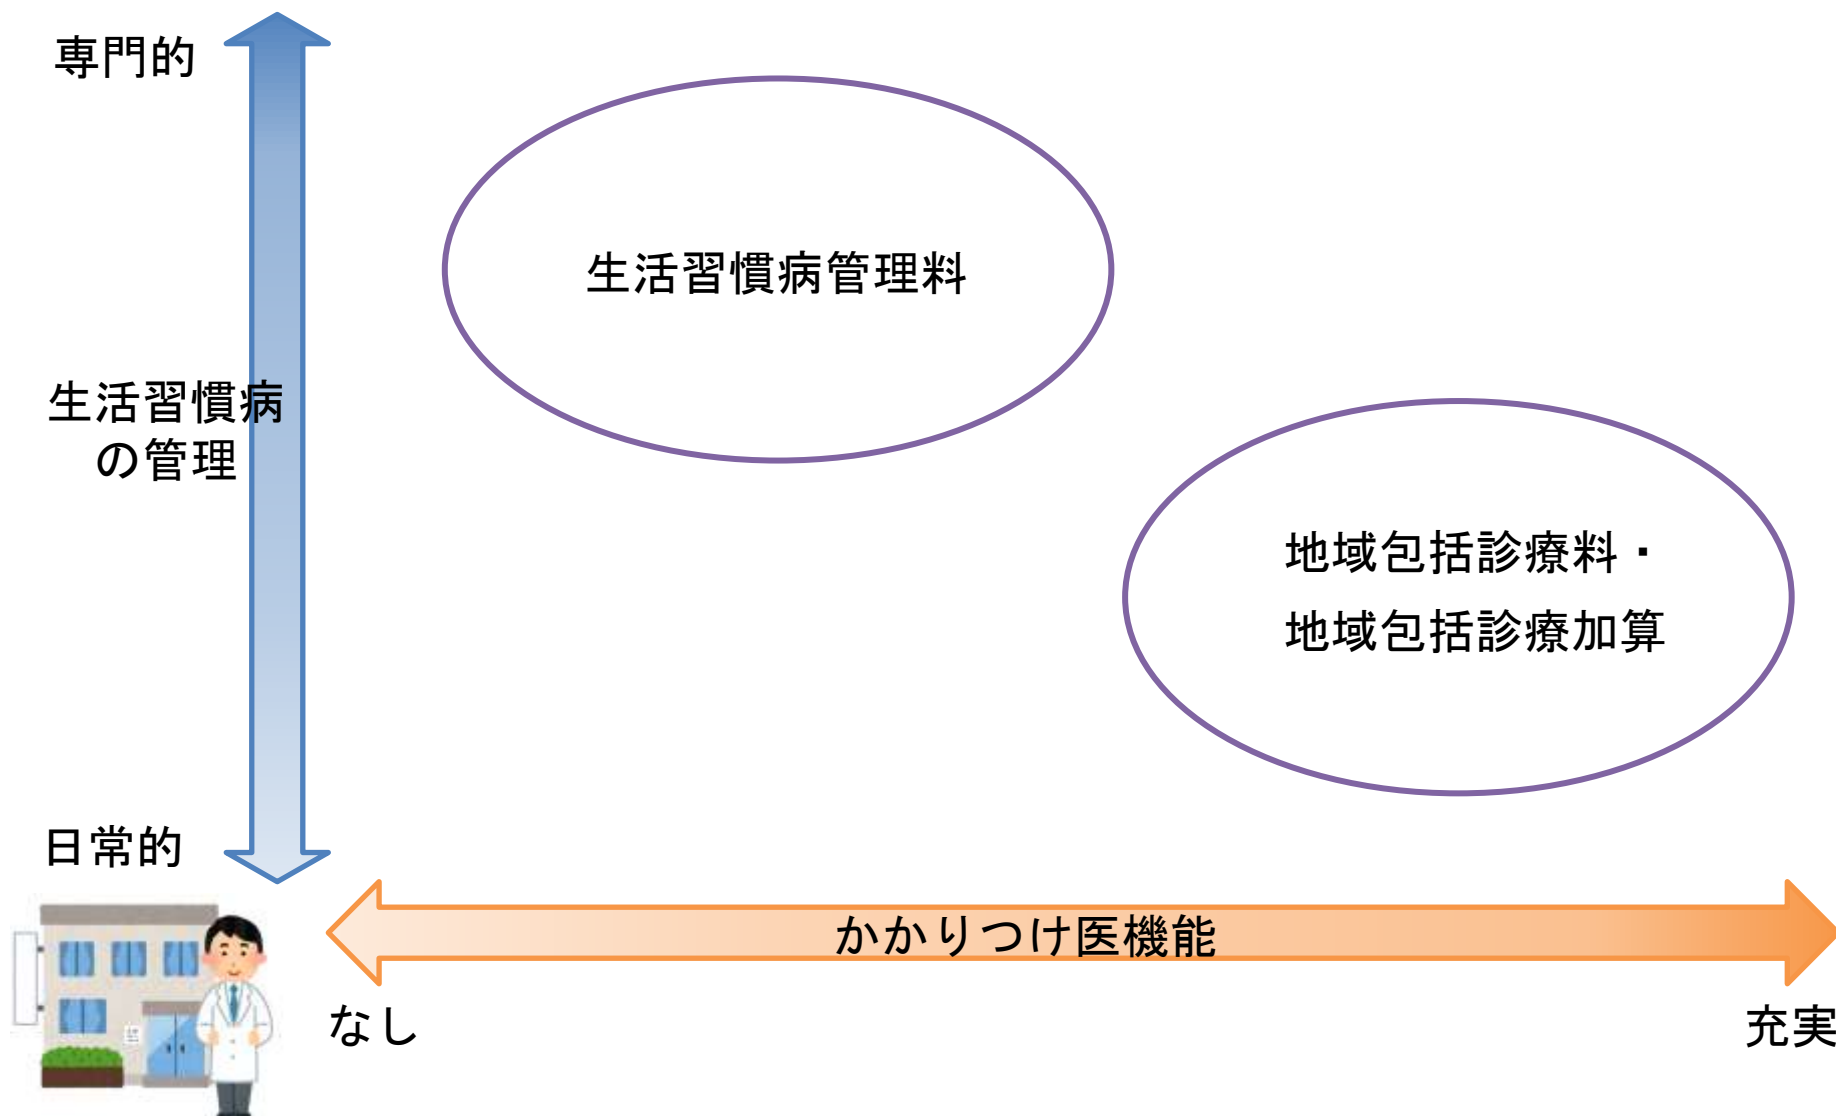 専門的
生活習慣病管理料
生活習慣病
の管理
地域包括診療料・
地域包括診療加算
日常的
かかりつけ医機能
なし
充実